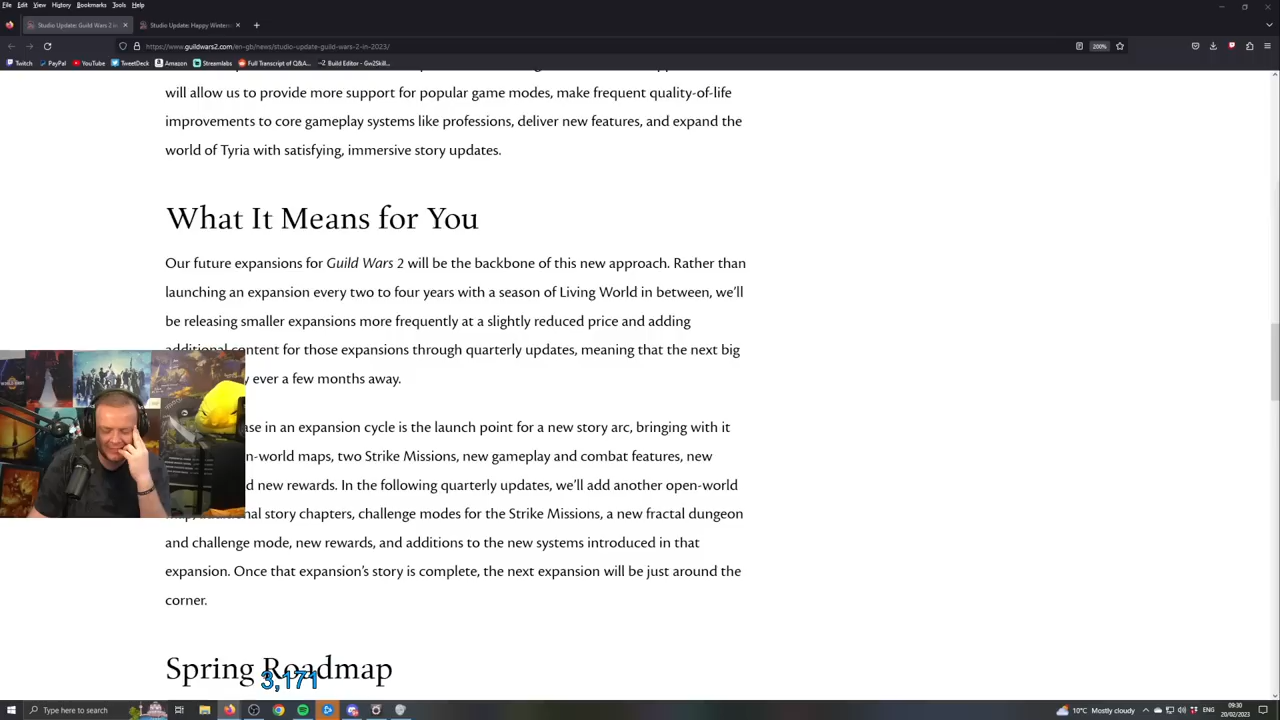 File Edit View History Bookmarks Tools Help
Studio Update: Guild Wars 2 in
Studio Update: Happy Winters
https://www.guildwars2.com/en-gb/news/studio-update-guild-wars-2-in-2023/
200%
Twitch PayPal YouTube TweetDeck Amazon Streamlabs Full Transcript of Q&A... Build Editor - Gw2Skill...
will allow us to provide more support for popular game modes, make frequent quality-of-life
improvements to core gameplay systems like professions, deliver new features, and expand the
world of Tyria with satisfying, immersive story updates.
What It Means for You
Our future expansions for Guild Wars 2 will be the backbone of this new approach. Rather than
launching an expansion every two to four years with a season of Living World in between, we'll
be releasing smaller expansions more frequently at a slightly reduced price and adding
additional content for those expansions through quarterly updates, meaning that the next big
ever a few months away.
in an expansion cycle is the launch point for a new story arc, bringing with it
maps, two Strike Missions, new gameplay and combat features, new
new rewards. In the following quarterly updates, we'll add another open-world
story chapters, challenge modes for the Strike Missions, a new fractal dungeon
and challenge mode, new rewards, and additions to the new systems introduced in that
expansion. Once that expansion's story is complete, the next expansion will be just around the
corner.
Spring Roadmap
3,171
Type here to search
10°C Mostly cloudy
ENG
09:30
20/02/2023